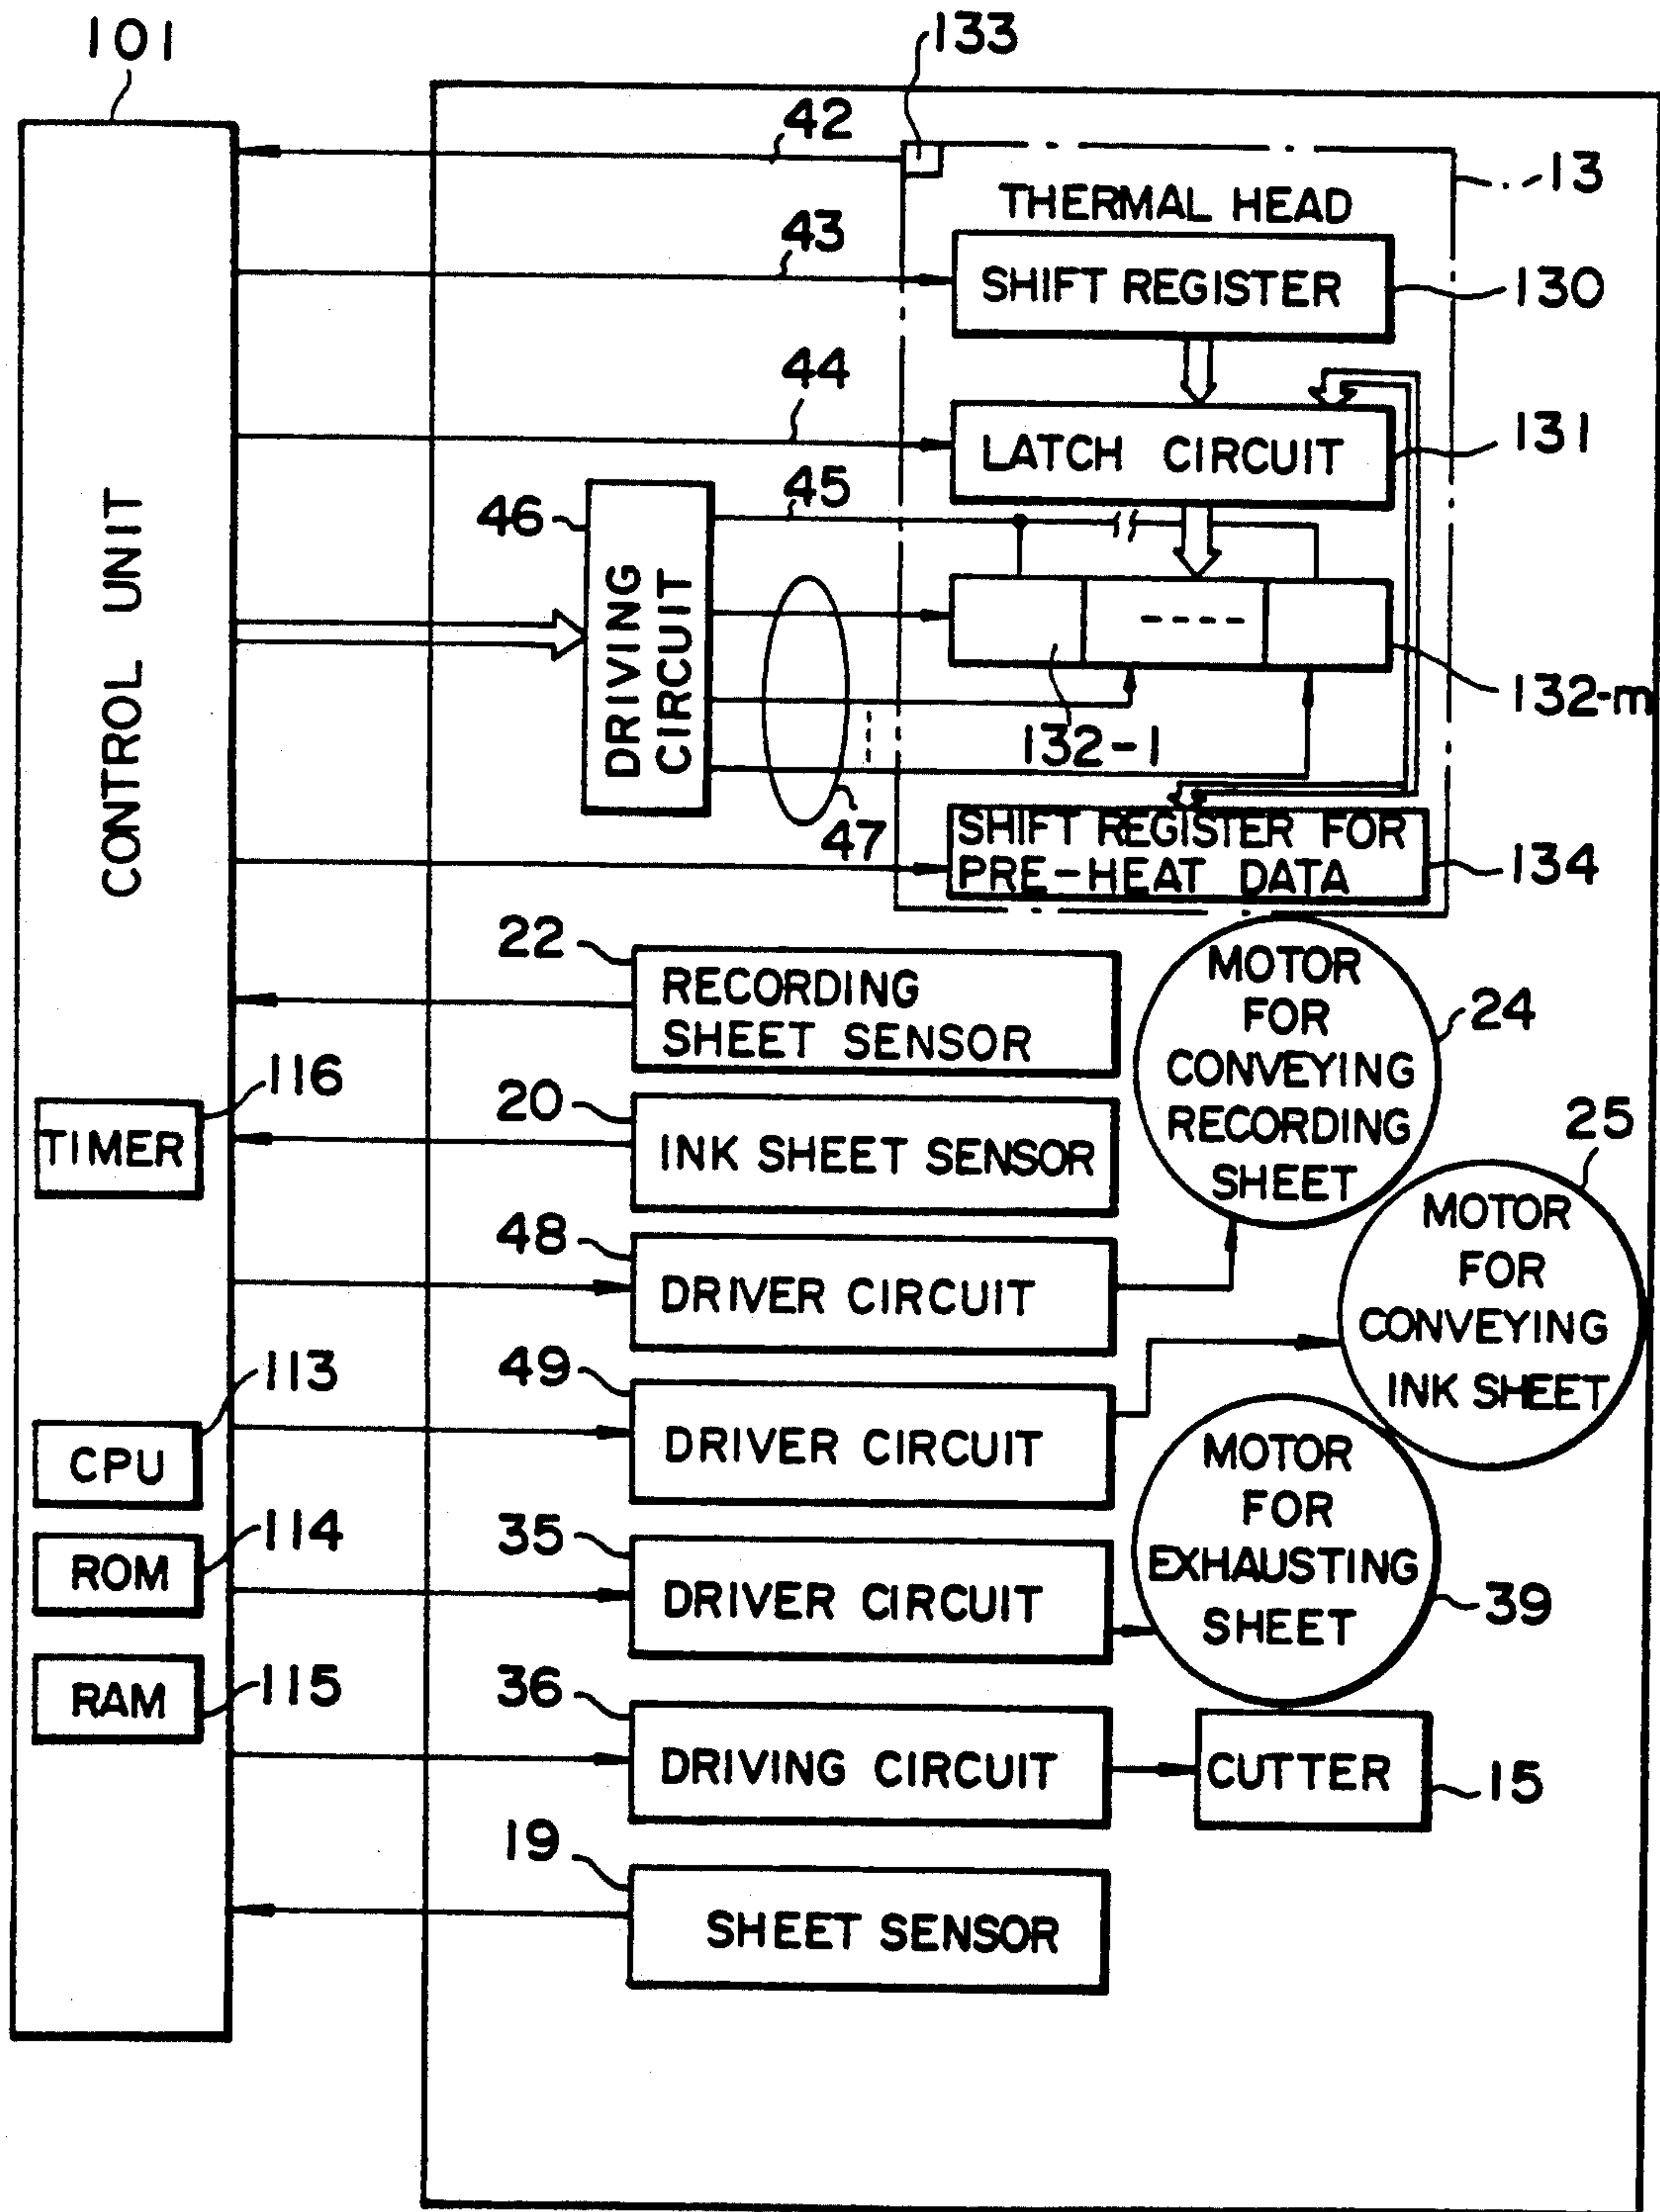 101
133
42
13
THERMAL HEAD
43
SHIFT REGISTER
130
44
LATCH CIRCUIT
131
45
46
DRIVING
CIRCUIT
CONTROL UNIT
132-m
132-1
47
SHIFT REGISTER FOR
PRE-HEAT DATA
134
22
RECORDING
SHEET SENSOR
MOTOR
FOR
CONVEYING
RECORDING
SHEET
24
116
TIMER
20
INK SHEET SENSOR
25
MOTOR
FOR
CONVEYING
INK SHEET
48
DRIVER CIRCUIT
113
CPU
49
DRIVER CIRCUIT
MOTOR
FOR
EXHAUSTING
SHEET
39
114
ROM
35
DRIVER CIRCUIT
115
RAM
36
DRIVING CIRCUIT
CUTTER
15
19
SHEET SENSOR